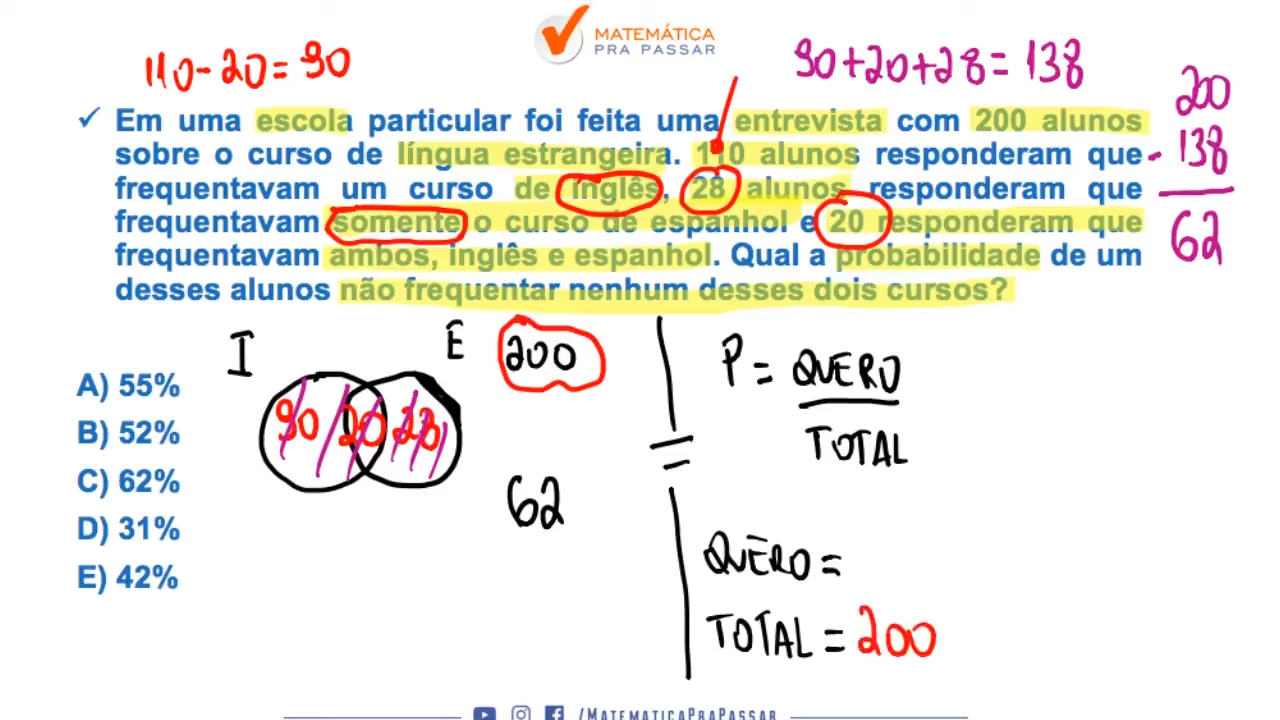 MATEMÁTICA
PRA PASSAR
110-20=90
90+20+28=138
200
- 138
62
✓ Em uma escola particular foi feita uma entrevista com 200 alunos
sobre o curso de língua estrangeira. 110 alunos responderam que
frequentavam um curso de inglês, 28 alunos responderam que
frequentavam somente o curso de espanhol e 20 responderam que
frequentavam ambos, inglês e espanhol. Qual a probabilidade de um
desses alunos não frequentar nenhum desses dois cursos?
A) 55%
B) 52%
C) 62%
D) 31%
E) 42%
I
E
200
90 20 28
62
P = QUERO
TOTAL
QUERO =
TOTAL = 200
/MATEMATICAPRAPASSAR